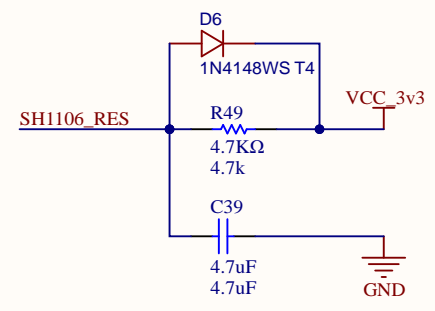 D6
1N4148WS T4
VCC_3v3
SH1106_RES
R49
4.7KΩ
4.7k
C39
4.7uF
4.7uF
GND